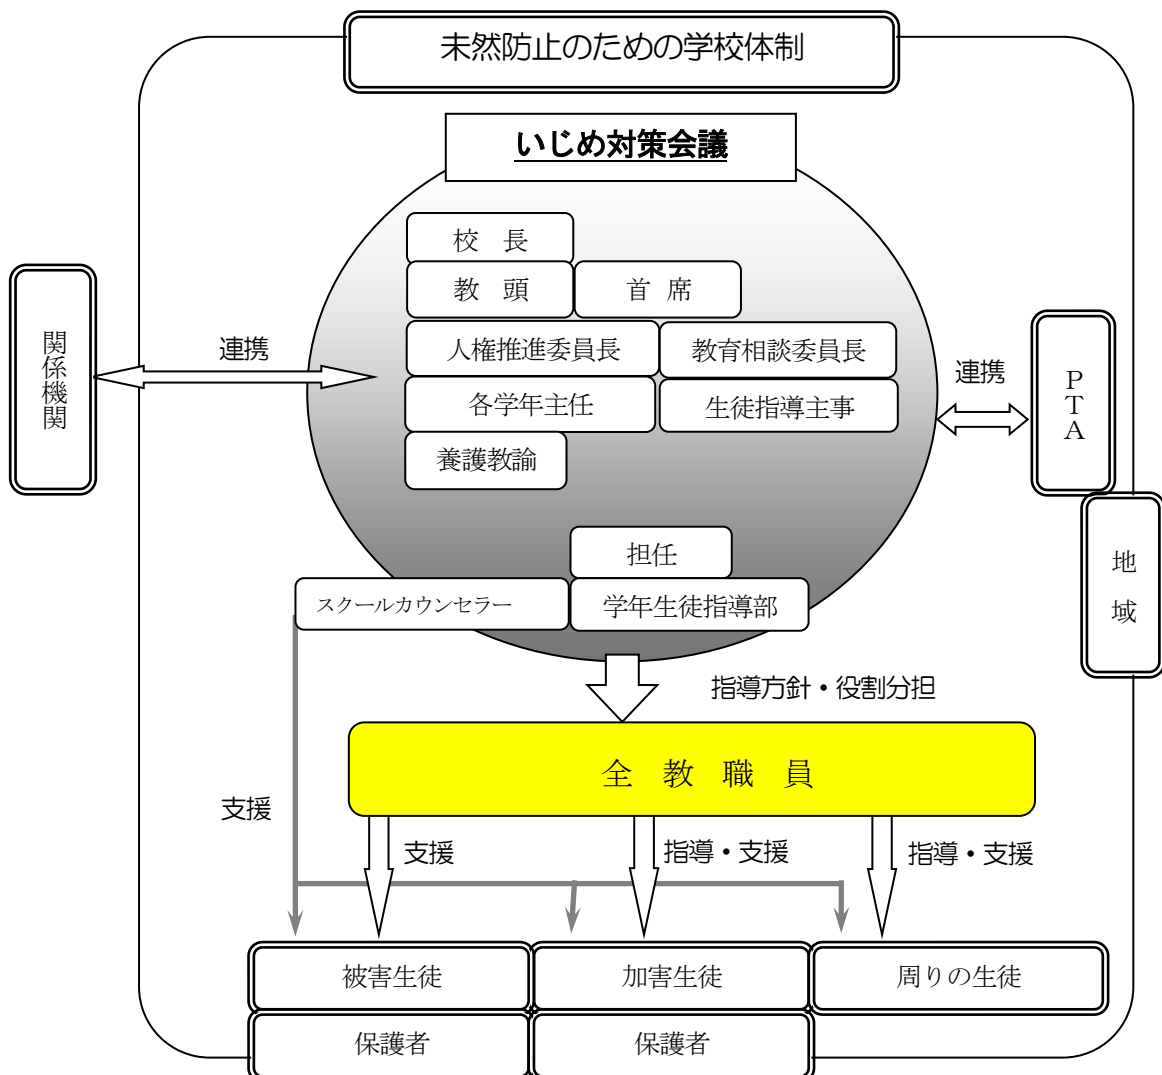 未然防止のための学校体制
いじめ対策会議
校　長
教　頭
首 席
人権推進委員長
教育相談委員長
各学年主任
生徒指導主事
養護教諭
関係機関
連携
連携
PTA
地域
担任
スクールカウンセラー
学年生徒指導部
指導方針・役割分担
全　教　職　員
支援
支援
指導・支援
指導・支援
被害生徒
加害生徒
周りの生徒
保護者
保護者